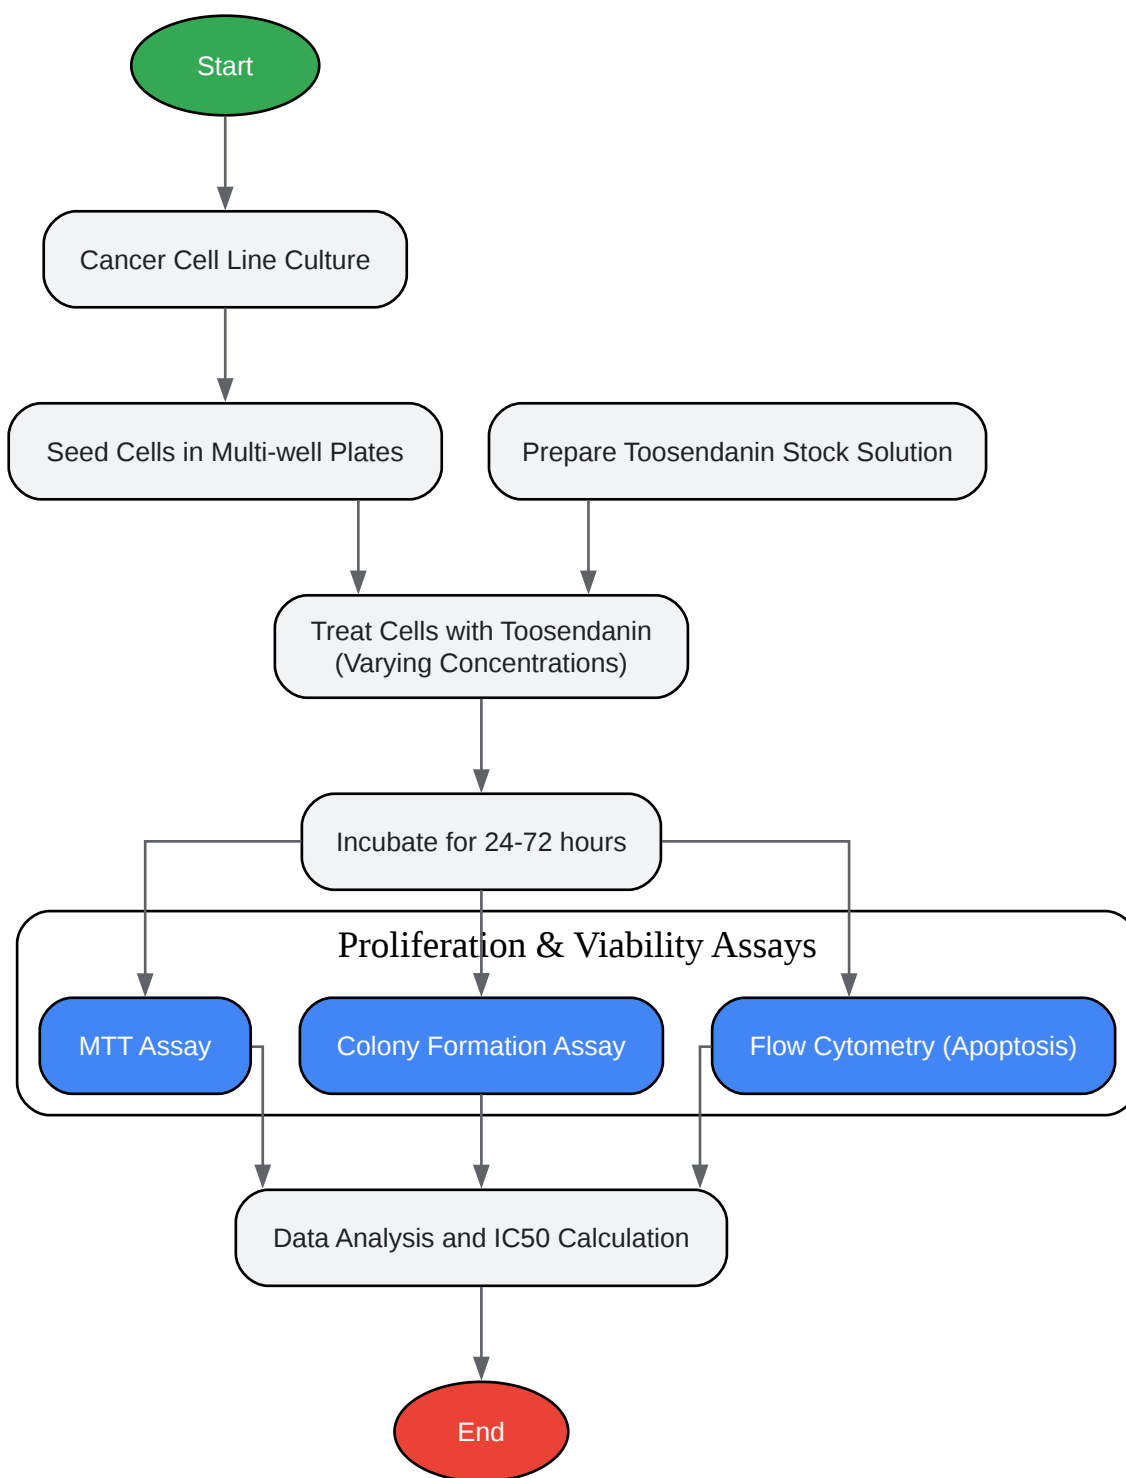 Start
Cancer Cell Line Culture
Seed Cells in Multi-well Plates
Prepare Toosendanin Stock Solution
Treat Cells with Toosendanin
(Varying Concentrations)
Incubate for 24-72 hours
Proliferation & Viability Assays
MTT Assay
Colony Formation Assay
Flow Cytometry (Apoptosis)
Data Analysis and IC50 Calculation
End